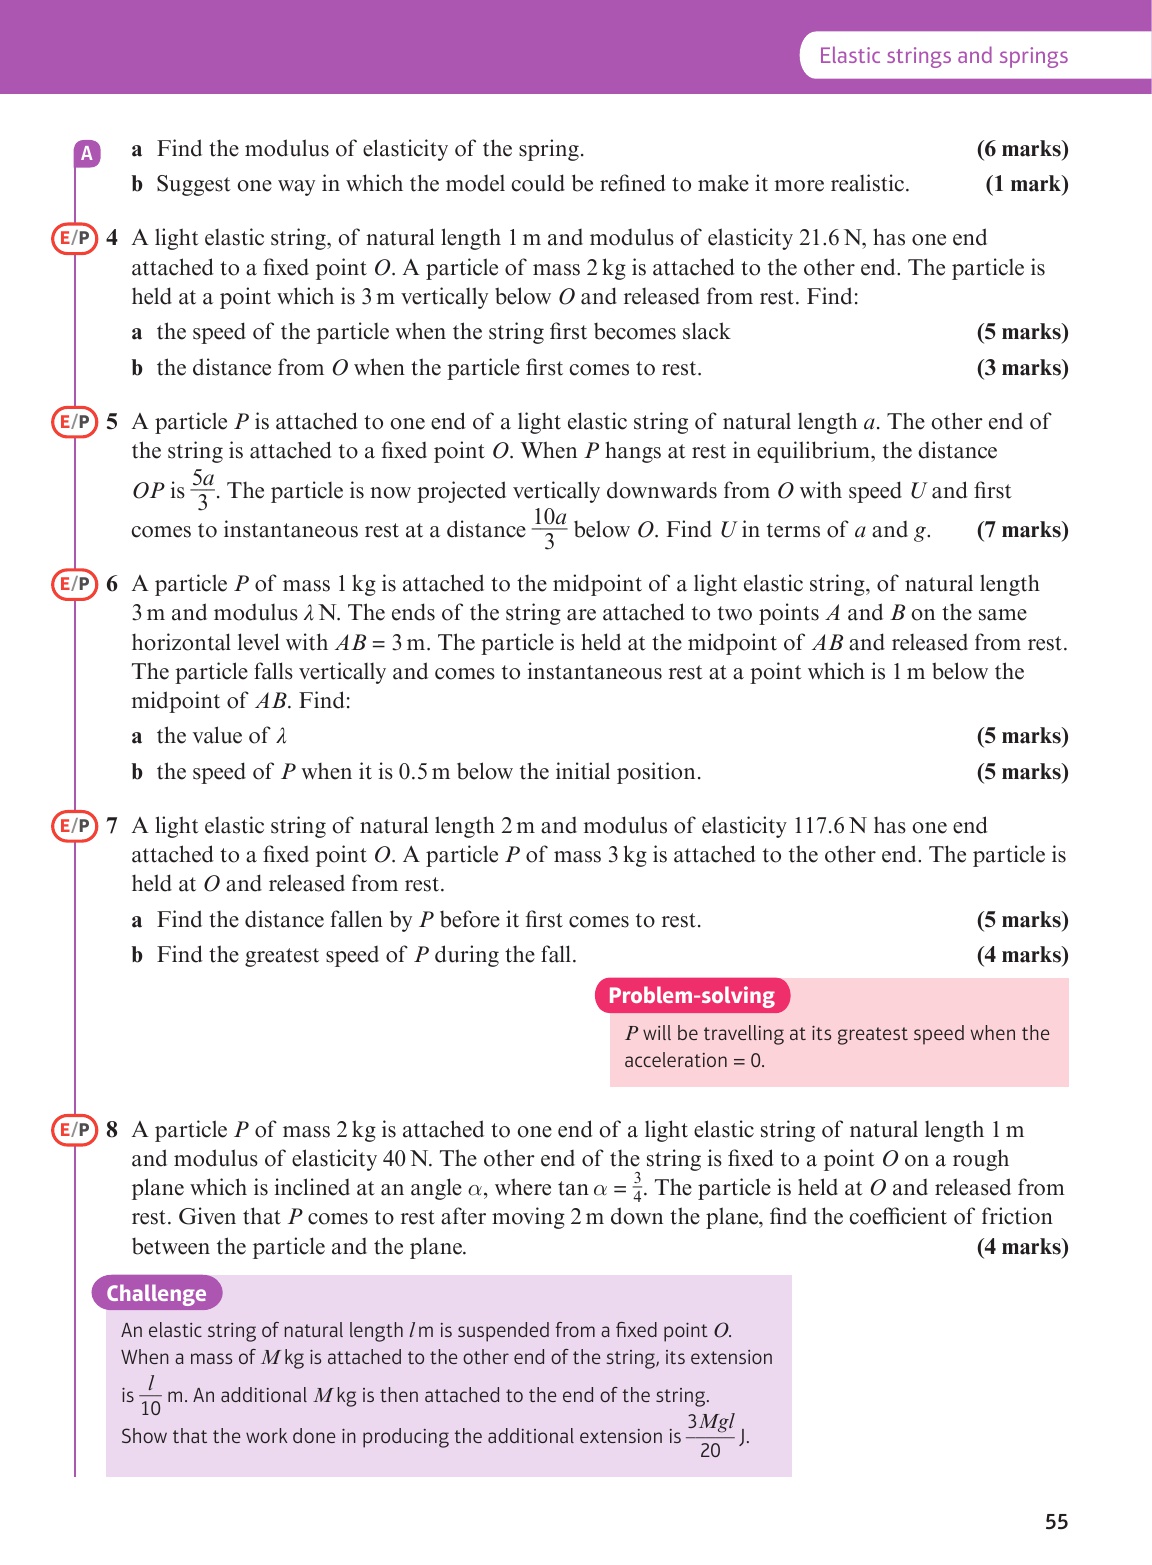 Elastic strings and springs
A
a Find the modulus of elasticity of the spring. (6 marks)
b Suggest one way in which the model could be refined to make it more realistic. (1 mark)
E/P 4 A light elastic string, of natural length 1 m and modulus of elasticity 21.6 N, has one end
attached to a fixed point O. A particle of mass 2 kg is attached to the other end. The particle is
held at a point which is 3 m vertically below O and released from rest. Find:
a the speed of the particle when the string first becomes slack (5 marks)
b the distance from O when the particle first comes to rest. (3 marks)
E/P 5 A particle P is attached to one end of a light elastic string of natural length a. The other end of
the string is attached to a fixed point O. When P hangs at rest in equilibrium, the distance
OP is 5a/3. The particle is now projected vertically downwards from O with speed U and first
comes to instantaneous rest at a distance 10a/3 below O. Find U in terms of a and g. (7 marks)
E/P 6 A particle P of mass 1 kg is attached to the midpoint of a light elastic string, of natural length
3 m and modulus λ N. The ends of the string are attached to two points A and B on the same
horizontal level with AB = 3 m. The particle is held at the midpoint of AB and released from rest.
The particle falls vertically and comes to instantaneous rest at a point which is 1 m below the
midpoint of AB. Find:
a the value of λ (5 marks)
b the speed of P when it is 0.5 m below the initial position. (5 marks)
E/P 7 A light elastic string of natural length 2 m and modulus of elasticity 117.6 N has one end
attached to a fixed point O. A particle P of mass 3 kg is attached to the other end. The particle is
held at O and released from rest.
a Find the distance fallen by P before it first comes to rest. (5 marks)
b Find the greatest speed of P during the fall. (4 marks)
Problem-solving
P will be travelling at its greatest speed when the
acceleration = 0.
E/P 8 A particle P of mass 2 kg is attached to one end of a light elastic string of natural length 1 m
and modulus of elasticity 40 N. The other end of the string is fixed to a point O on a rough
plane which is inclined at an angle α, where tan α = 3/4. The particle is held at O and released from
rest. Given that P comes to rest after moving 2 m down the plane, find the coefficient of friction
between the particle and the plane. (4 marks)
Challenge
An elastic string of natural length l m is suspended from a fixed point O.
When a mass of M kg is attached to the other end of the string, its extension
is l/10 m. An additional M kg is then attached to the end of the string.
Show that the work done in producing the additional extension is 3Mgl/20 J.
55